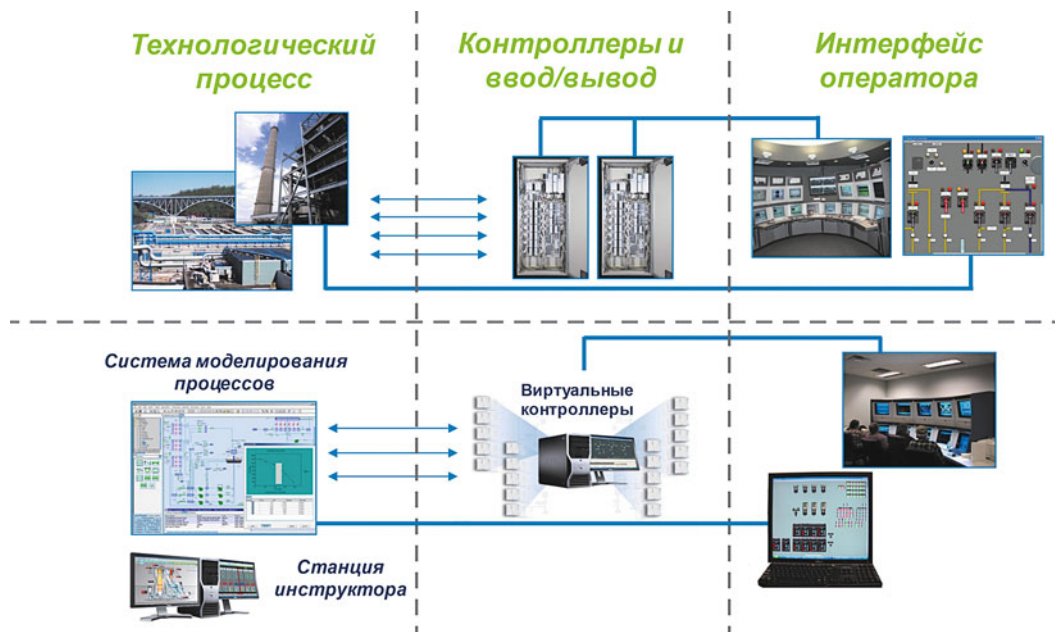 Технологический
процесс
Контроллеры и
ввод/вывод
Интерфейс
оператора
Система моделирования
процессов
Виртуальные
контроллеры
Станция
инструктора